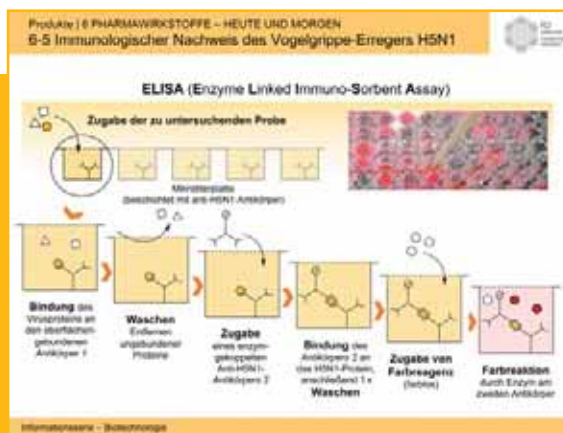 Produkte | 6 PHARMAWIRKSTOFFE – HEUTE UND MORGEN
6-5 Immunologischer Nachweis des Vogelgrippe-Erregers H5N1
ELISA (Enzyme Linked Immuno-Sorbent Assay)
Zugabe der zu untersuchenden Probe
Mikrotiterplatte
(beschichtet mit anti-H5N1-Antikörper)
Bindung des
Virusproteins an
den oberflächen-
gebundenen
Antikörper 1
Waschen
Entfernen
ungebundener
Proteine
Zugabe
eines enzym-
gekoppelten
Anti-H5N1-
Antikörpers 2
Bindung des
Antikörpers 2 an
das H5N1-Protein,
anschließend 1x
Waschen
Zugabe von
Farbreagenz
(farblos)
Farbreaktion
durch Enzym am
zweiten Antikörper
Informationsserie – Biotechnologie